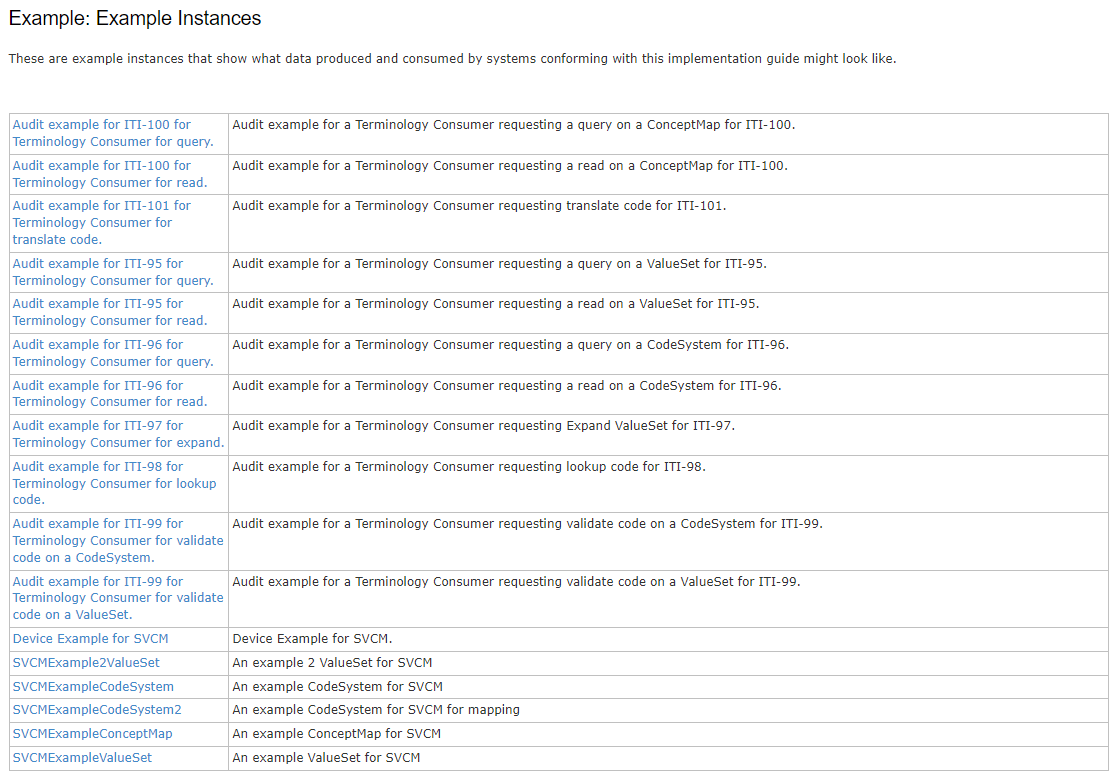 Example: Example Instances
These are example instances that show what data produced and consumed by systems conforming with this implementation guide might look like.
Audit example for ITI-100 for
Terminology Consumer for query.
Audit example for a Terminology Consumer requesting a query on a ConceptMap for ITI-100.
Audit example for ITI-100 for
Terminology Consumer for read.
Audit example for a Terminology Consumer requesting a read on a ConceptMap for ITI-100.
Audit example for ITI-101 for
Terminology Consumer for
translate code.
Audit example for a Terminology Consumer requesting translate code for ITI-101.
Audit example for ITI-95 for
Terminology Consumer for query.
Audit example for a Terminology Consumer requesting a query on a ValueSet for ITI-95.
Audit example for ITI-95 for
Terminology Consumer for read.
Audit example for a Terminology Consumer requesting a read on a ValueSet for ITI-95.
Audit example for ITI-96 for
Terminology Consumer for query.
Audit example for a Terminology Consumer requesting a query on a CodeSystem for ITI-96.
Audit example for ITI-96 for
Terminology Consumer for read.
Audit example for a Terminology Consumer requesting a read on a CodeSystem for ITI-96.
Audit example for ITI-97 for
Terminology Consumer for expand.
Audit example for a Terminology Consumer requesting Expand ValueSet for ITI-97.
Audit example for ITI-98 for
Terminology Consumer for lookup
code.
Audit example for a Terminology Consumer requesting lookup code for ITI-98.
Audit example for ITI-99 for
Terminology Consumer for validate
code on a CodeSystem.
Audit example for a Terminology Consumer requesting validate code on a CodeSystem for ITI-99.
Audit example for ITI-99 for
Terminology Consumer for validate
code on a ValueSet.
Audit example for a Terminology Consumer requesting validate code on a ValueSet for ITI-99.
Device Example for SVCM
Device Example for SVCM.
SVCMExample2ValueSet
An example 2 ValueSet for SVCM
SVCMExampleCodeSystem
An example CodeSystem for SVCM
SVCMExampleCodeSystem2
An example CodeSystem for SVCM for mapping
SVCMExampleConceptMap
An example ConceptMap for SVCM
SVCMExampleValueSet
An example ValueSet for SVCM